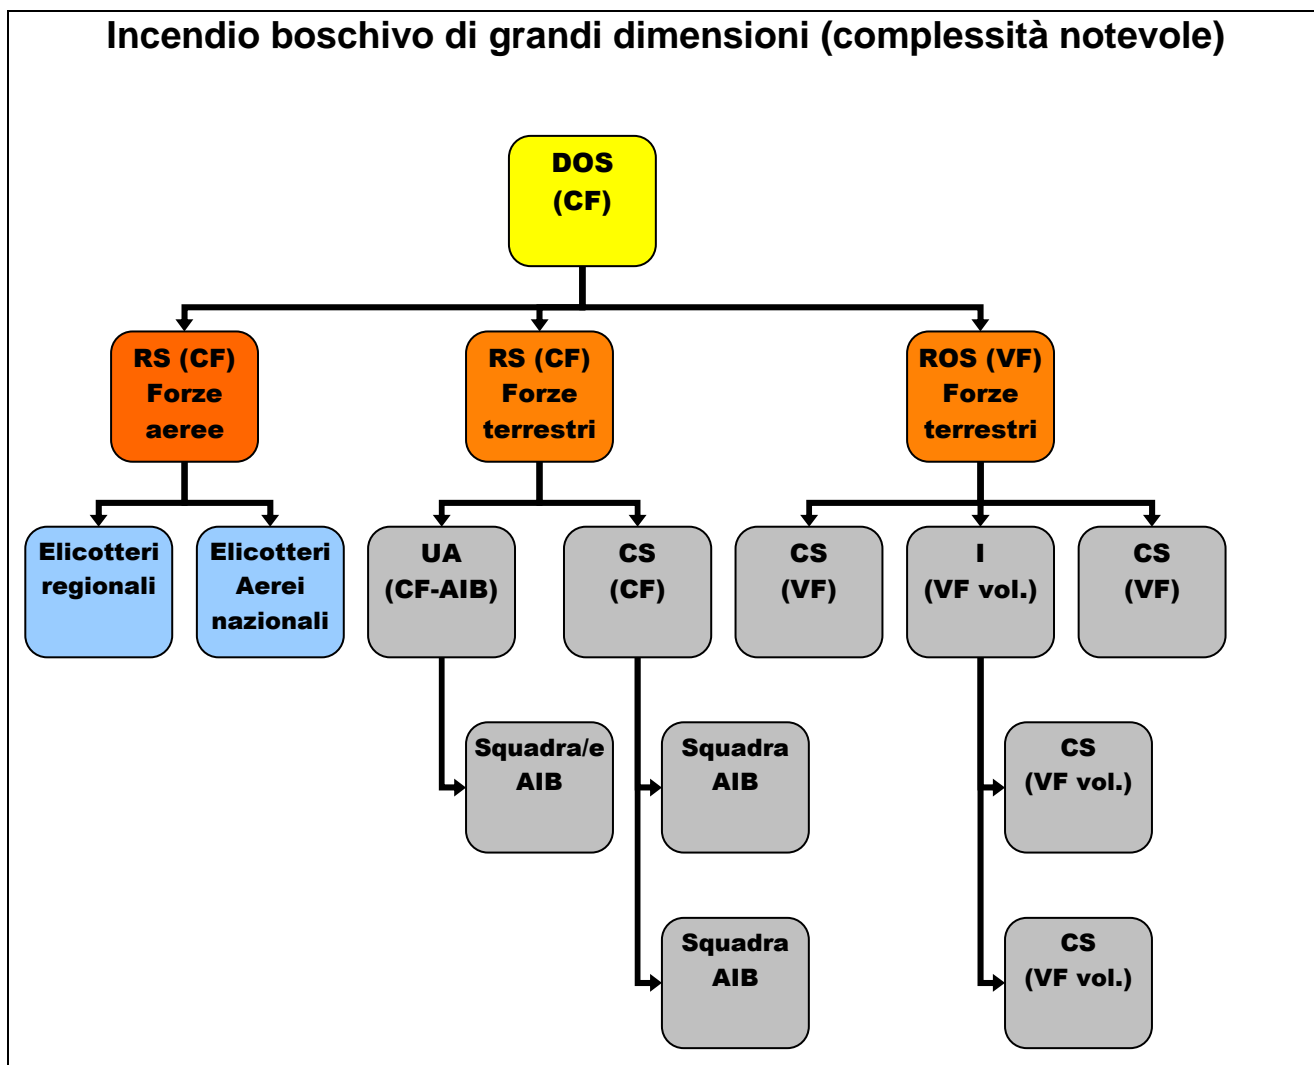 Incendio boschivo di grandi dimensioni (complessità notevole)
DOS
(CF)
RS (CF)
Forze
aeree
RS (CF)
Forze
terrestri
ROS (VF)
Forze
terrestri
Elicotteri
regionali
Elicotteri
Aerei
nazionali
UA
(CF-AIB)
CS
(CF)
CS
(VF)
I
(VF vol.)
CS
(VF)
Squadra/e
AIB
Squadra
AIB
CS
(VF vol.)
Squadra
AIB
CS
(VF vol.)